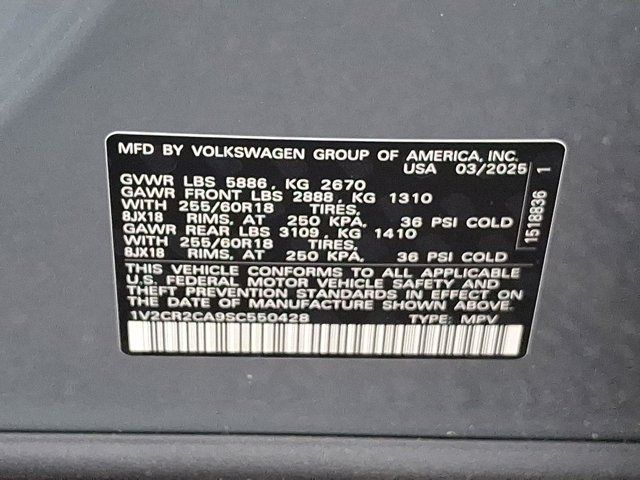 MFD BY VOLKSWAGEN GROUP OF AMERICA, INC.
USA 03/2025
GVWR LBS 5886, KG 2670
GAWR FRONT LBS 2888, KG 1310
WITH 255/60R18 TIRES,
8JX18 RIMS, AT 250 KPA, 36 PSI COLD
GAWR REAR LBS 3109, KG 1410
WITH 255/60R18 TIRES,
8JX18 RIMS, AT 250 KPA, 36 PSI COLD
THIS VEHICLE CONFORMS TO ALL APPLICABLE
U.S. FEDERAL MOTOR VEHICLE SAFETY AND
THEFT PREVENTION STANDARDS IN EFFECT ON
THE DATE OF MANUFACTURE SHOWN ABOVE.
1V2CR2CA9SC550428 TYPE: MPV
1518836 1